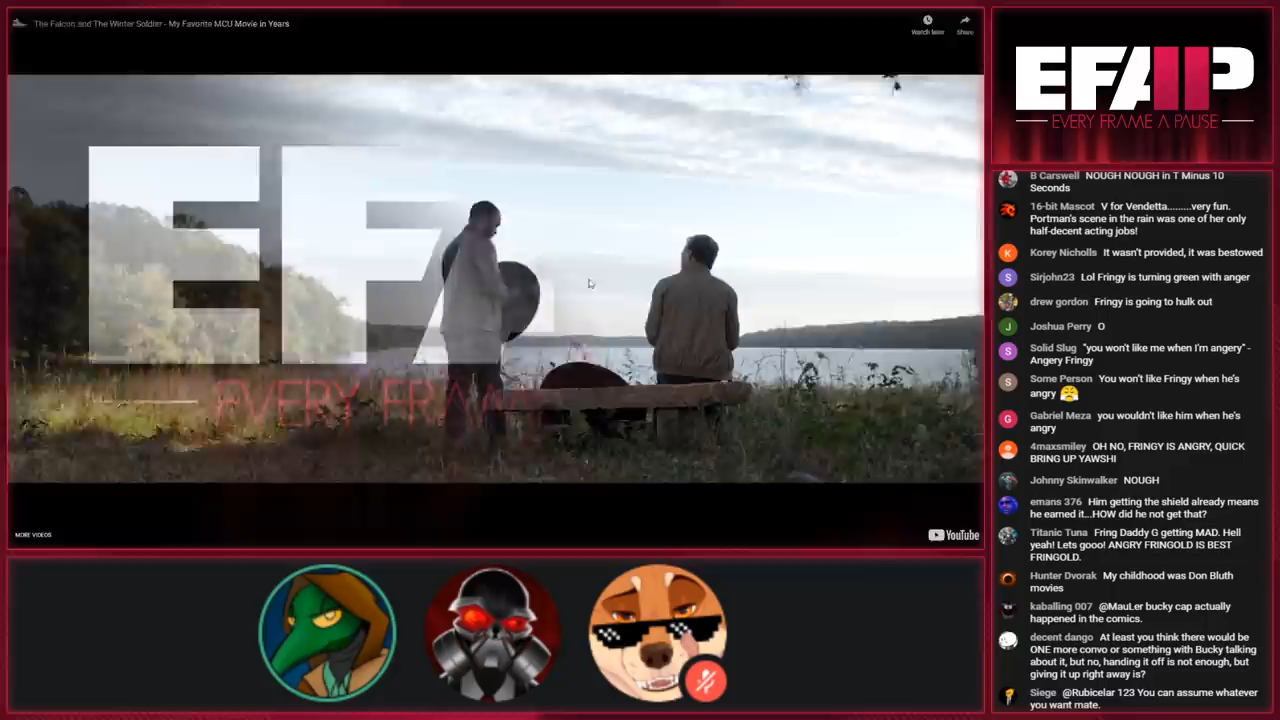 The Falcon and The Winter Soldier - My Favorite MCU Movie in Years
Watch later
Share
EFA
EVERY FRAMA
MORE VIDEOS
YouTube
EFAP
EVERY FRAME A PAUSE
B Carswell NOUGH NOUGH in T Minus 10
Seconds
16-bit Mascot V for Vendetta.........very fun.
Portman's scene in the rain was one of her only
half-decent acting jobs!
K
Korey Nicholls It wasn't provided, it was bestowed
S
Sirjohn23 Lol Fringy is turning green with anger
drew gordon Fringy is going to hulk out
J
Joshua Perry O
S
Solid Slug "you won't like me when I'm angry" -
Angry Fringy
S
Some Person You won't like Fringy when he's
angry 😤
G
Gabriel Meza you wouldn't like him when he's
angry
4maxsmiley OH NO, FRINGY IS ANGRY, QUICK
BRING UP YAWSHI
Johnny Skinwalker NOUGH
emans 376 Him getting the shield already means
he earned it...HOW did he not get that?
Titanic Tuna Fring Daddy G getting MAD. Hell
yeah! Lets gooo! ANGRY FRINGOLD IS BEST
FRINGOLD.
Hunter Dvorak My childhood was Don Bluth
movies
kaballing 007 @MauLer bucky cap actually
happened in the comics.
decent dango At least you think there would be
ONE more convo or something with Bucky talking
about it, but no, handing it off is not enough, but
giving it up right away is?
Siege @Rubicelar 123 You can assume whatever
you want mate.